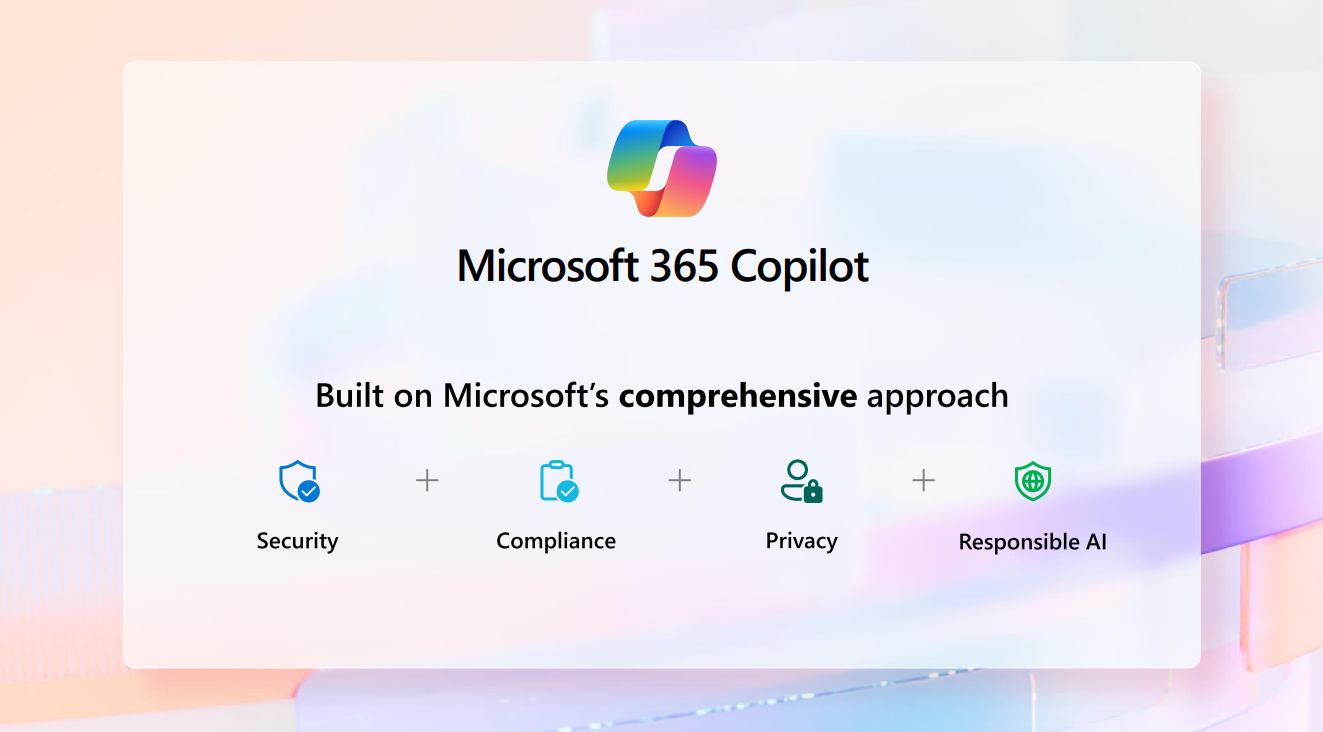 Microsoft 365 Copilot
Built on Microsoft’s comprehensive approach
Security
Compliance
Privacy
Responsible AI